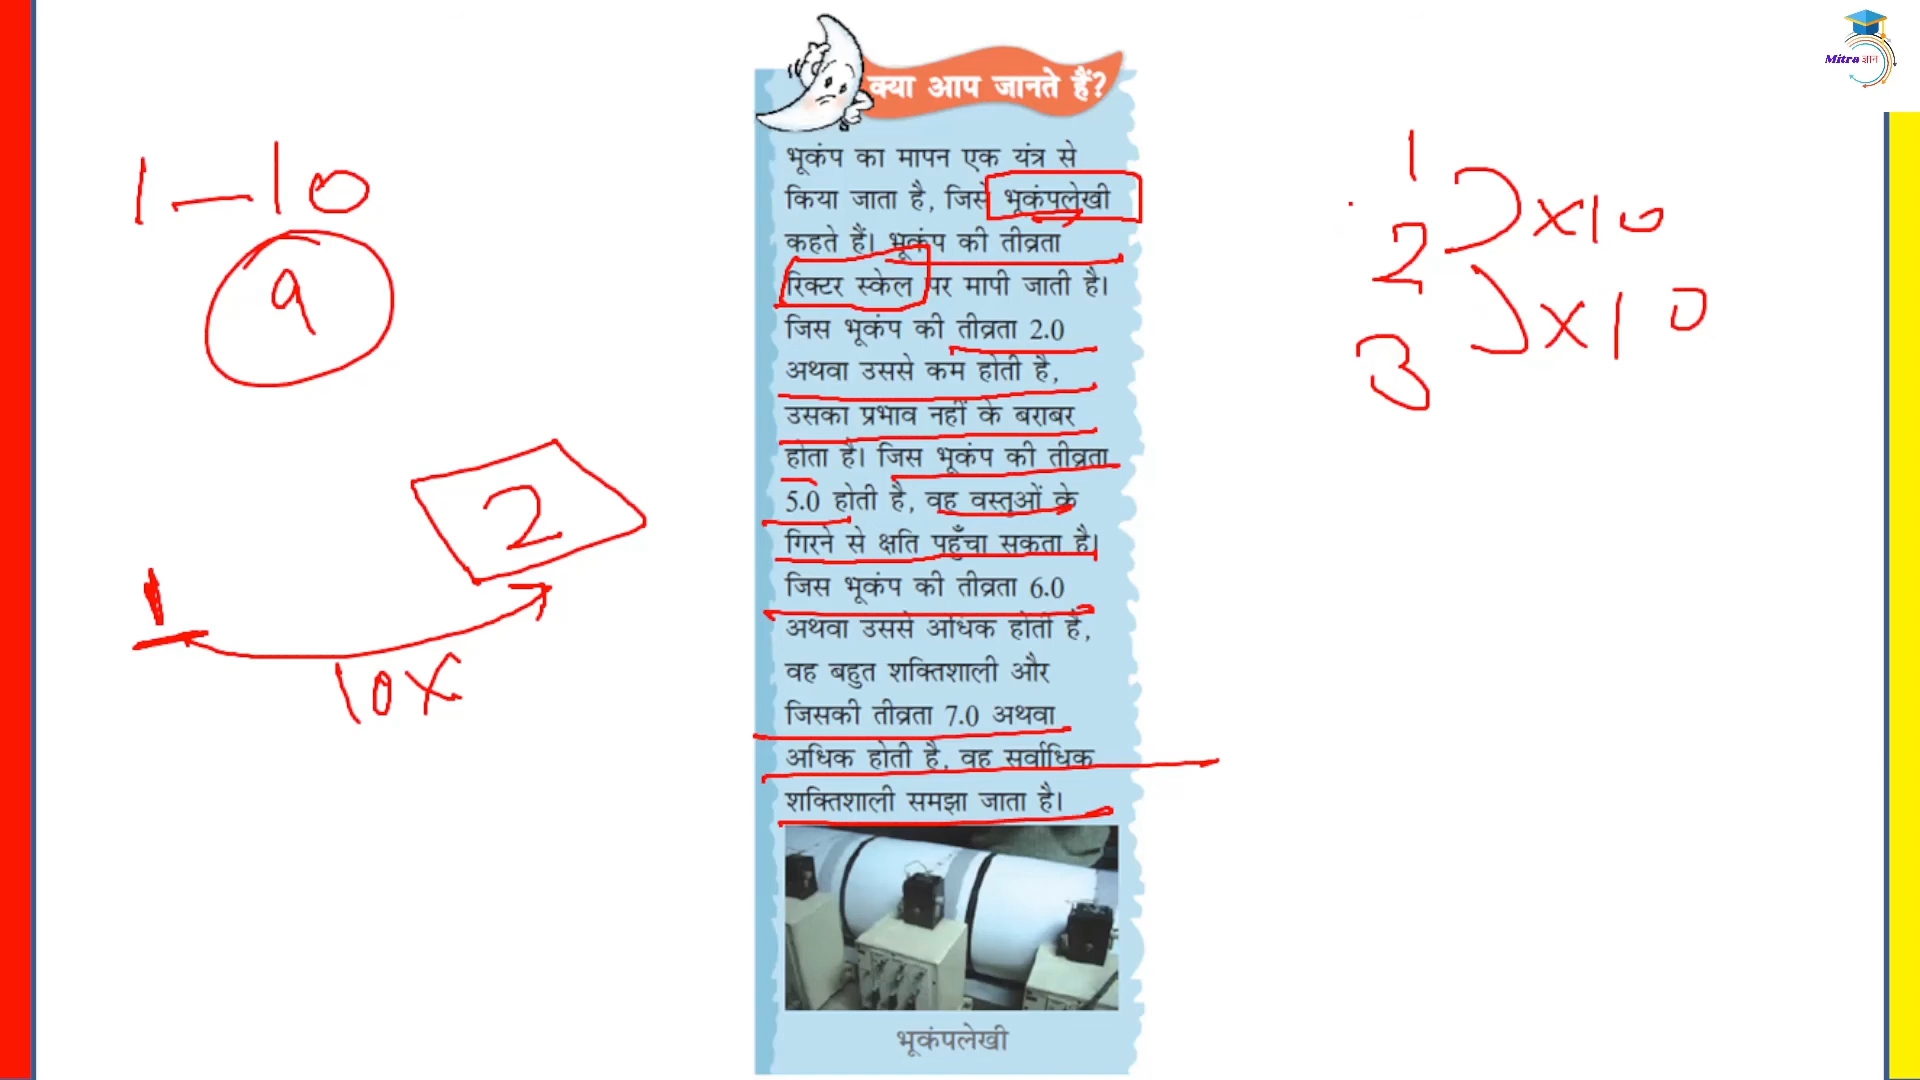 Mitra ज्ञान
क्या आप जानते हैं?
भूकंप का मापन एक यंत्र से
किया जाता है, जिसे भूकंपलेखी
कहते हैं। भूकंप की तीव्रता
रिक्टर स्केल पर मापी जाती है।
जिस भूकंप की तीव्रता 2.0
अथवा उससे कम होती है,
उसका प्रभाव नहीं के बराबर
होता है। जिस भूकंप की तीव्रता
5.0 होती है, वह वस्तुओं के
गिरने से क्षति पहुँचा सकता है।
जिस भूकंप की तीव्रता 6.0
अथवा उससे अधिक होती है,
वह बहुत शक्तिशाली और
जिसकी तीव्रता 7.0 अथवा
अधिक होती है, वह सर्वाधिक
शक्तिशाली समझा जाता है।
भूकंपलेखी
1–10
9
2
1
10x
1
x10
2
x10
3